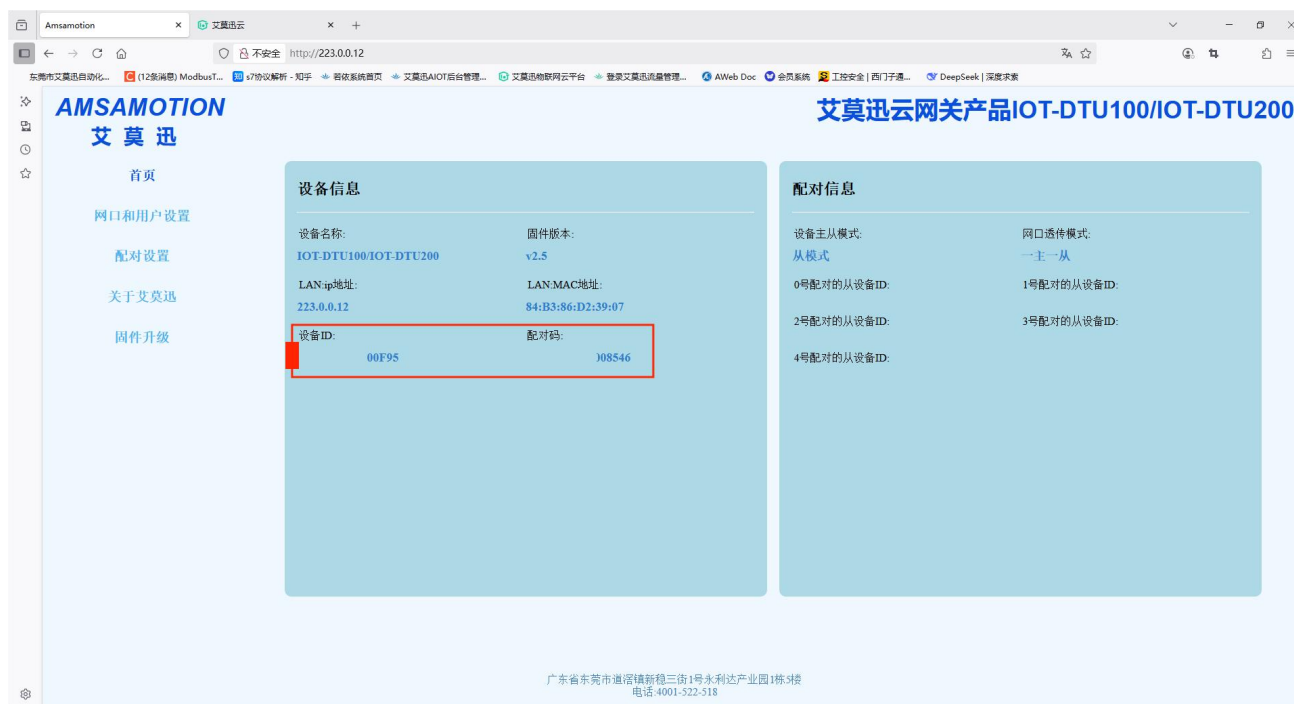 Amsamotion
艾莫迅云
不安全 http://223.0.0.12
东莞市艾莫迅自动化... (12条消息) ModbusT... s7协议解析 - 知乎 若依系统首页 艾莫迅AIOT后台管理... 艾莫迅物联网云平台 登录艾莫迅流量管理... AWeb Doc 会员系统 工控安全 | 西门子通... DeepSeek | 深度求索
AMSAMOTION
艾莫迅
艾莫迅云网关产品IOT-DTU100/IOT-DTU200
首页
网口和用户设置
配对设置
关于艾莫迅
固件升级
设备信息
设备名称: 固件版本:
IOT-DTU100/IOT-DTU200 v2.5
LAN:ip地址: LAN:MAC地址:
223.0.0.12 84:B3:86:D2:39:07
设备ID: 配对码:
00F95 08546
配对信息
设备主从模式: 网口透传模式:
从模式 一主一从
0号配对的从设备ID: 1号配对的从设备ID:
2号配对的从设备ID: 3号配对的从设备ID:
4号配对的从设备ID:
广东省东莞市道滘镇新稳三街1号永利达产业园1栋5楼
电话:4001-522-518